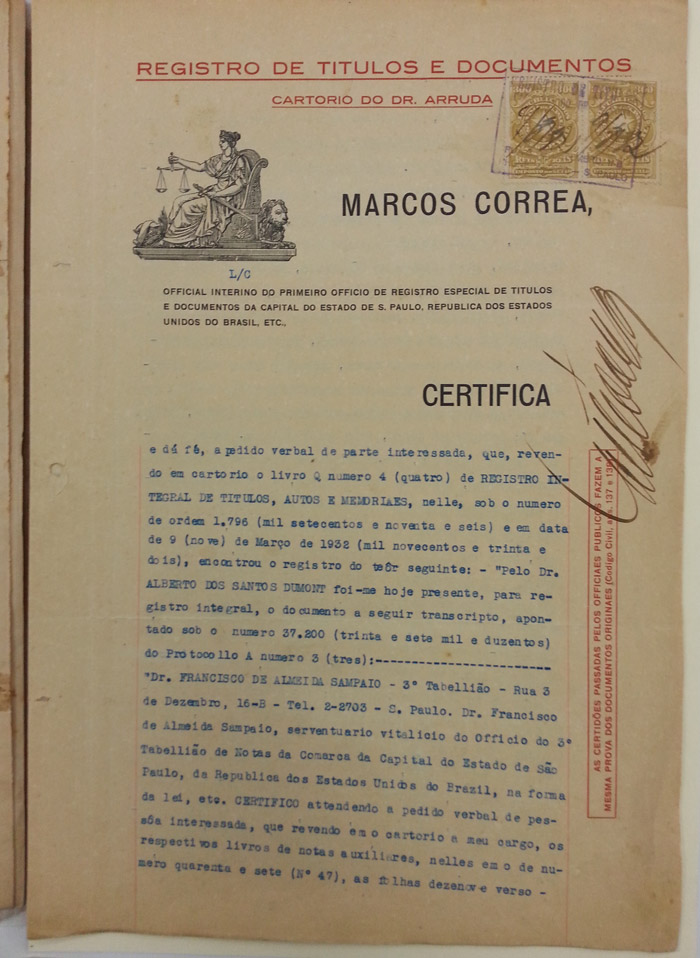 REGISTRO DE TITULOS E DOCUMENTOS
CARTORIO DO DR. ARRUDA
MARCOS CORREA,
L/C
OFFICIAL INTERINO DO PRIMEIRO OFFICIO DE REGISTRO ESPECIAL DE TITULOS
E DOCUMENTOS DA CAPITAL DO ESTADO DE S. PAULO, REPUBLICA DOS ESTADOS
UNIDOS DO BRASIL, ETC.,
CERTIFICA
e dá fé, a pedido verbal de parte interessada, que, reven-
do em cartorio o livro Q numero 4 (quatro) de REGISTRO IN-
TEGRAL DE TITULOS, AUTOS E MEMORIAES, nelle, sob o numero
de ordem 1.796 (mil setecentos e noventa e seis) e em data
de 9 (nove) de Março de 1932 (mil novecentos e trinta e
dois), encontrou o registro do teôr seguinte: - "Pelo Dr.
ALBERTO DOS SANTOS DUMONT foi-me hoje presente, para re-
gistro integral, o documento a seguir transcripto, apon-
tado sob o numero 37.200 (trinta e sete mil e duzentos)
do Protocollo A numero 3 (tres):-------------------------
"Dr. FRANCISCO DE ALMEIDA SAMPAIO - 3º Tabellião - Rua 3
de Dezembro, 16-B - Tel. 2-2703 - S. Paulo. Dr. Francisco
de Almeida Sampaio, serventuario vitalicio do Officio do 3º
Tabellião de Notas da Comarca da Capital do Estado de São
Paulo, da Republica dos Estados Unidos do Brazil, na forma
da lei, etc. CERTIFICO attendendo a pedido verbal de pes-
sôa interessada, que revendo em o cartorio a meu cargo, os
respectivos livros de notas auxiliares, nelles em o de nu-
mero quarenta e sete (Nº 47), as folhas dezenove verso -
AS CERTIDÕES PASSADAS PELOS OFFICIAES PUBLICOS FAZEM A
MESMA PROVA DOS DOCUMENTOS ORIGINAES (Codigo Civil, arts. 137 e 138)